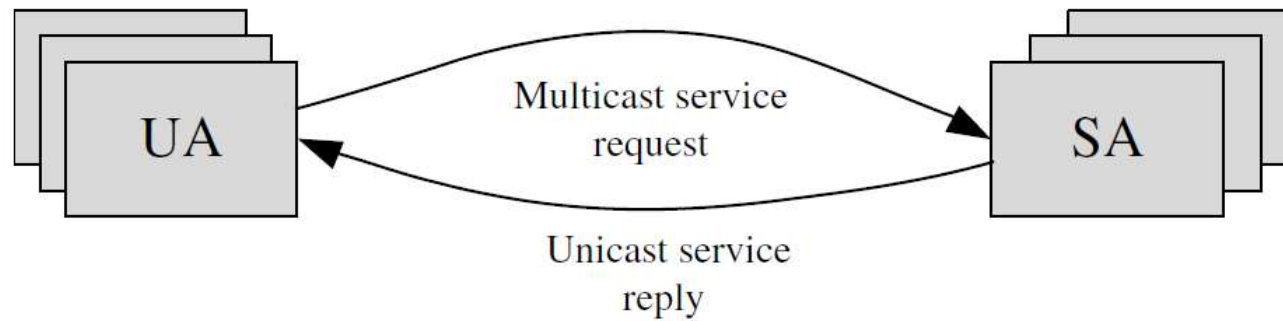 UA
Multicast service
request
SA
Unicast service
reply